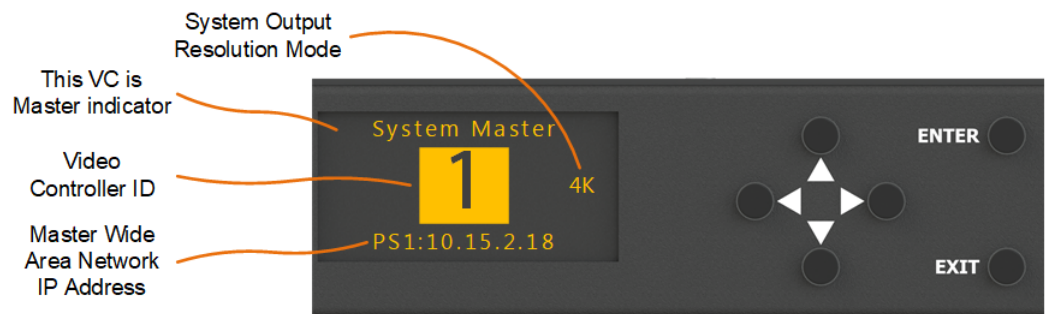 System Output
Resolution Mode
This VC is
Master indicator
System Master
ENTER
Video
Controller ID
1
4K
Master Wide
Area Network
IP Address
PS1:10.15.2.18
EXIT